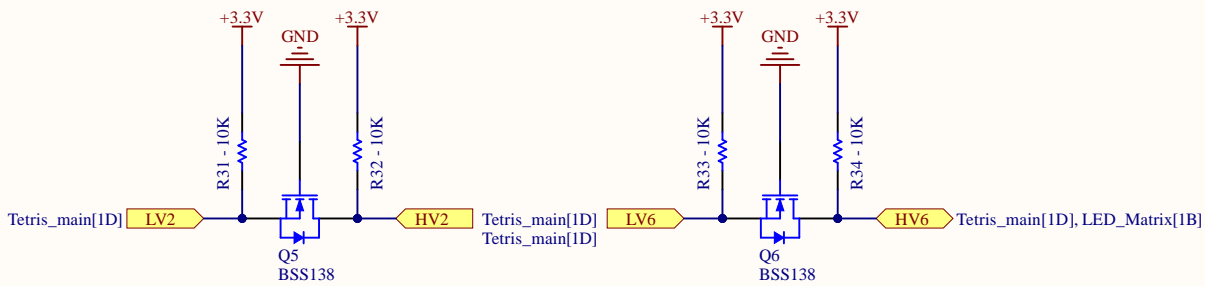 +3.3V
+3.3V
+3.3V
+3.3V
GND
GND
R31 - 10K
R32 - 10K
R33 - 10K
R34 - 10K
Tetris_main[1D]
LV2
HV2
Tetris_main[1D]
Tetris_main[1D]
LV6
HV6
Tetris_main[1D], LED_Matrix[1B]
Q5
BSS138
Q6
BSS138